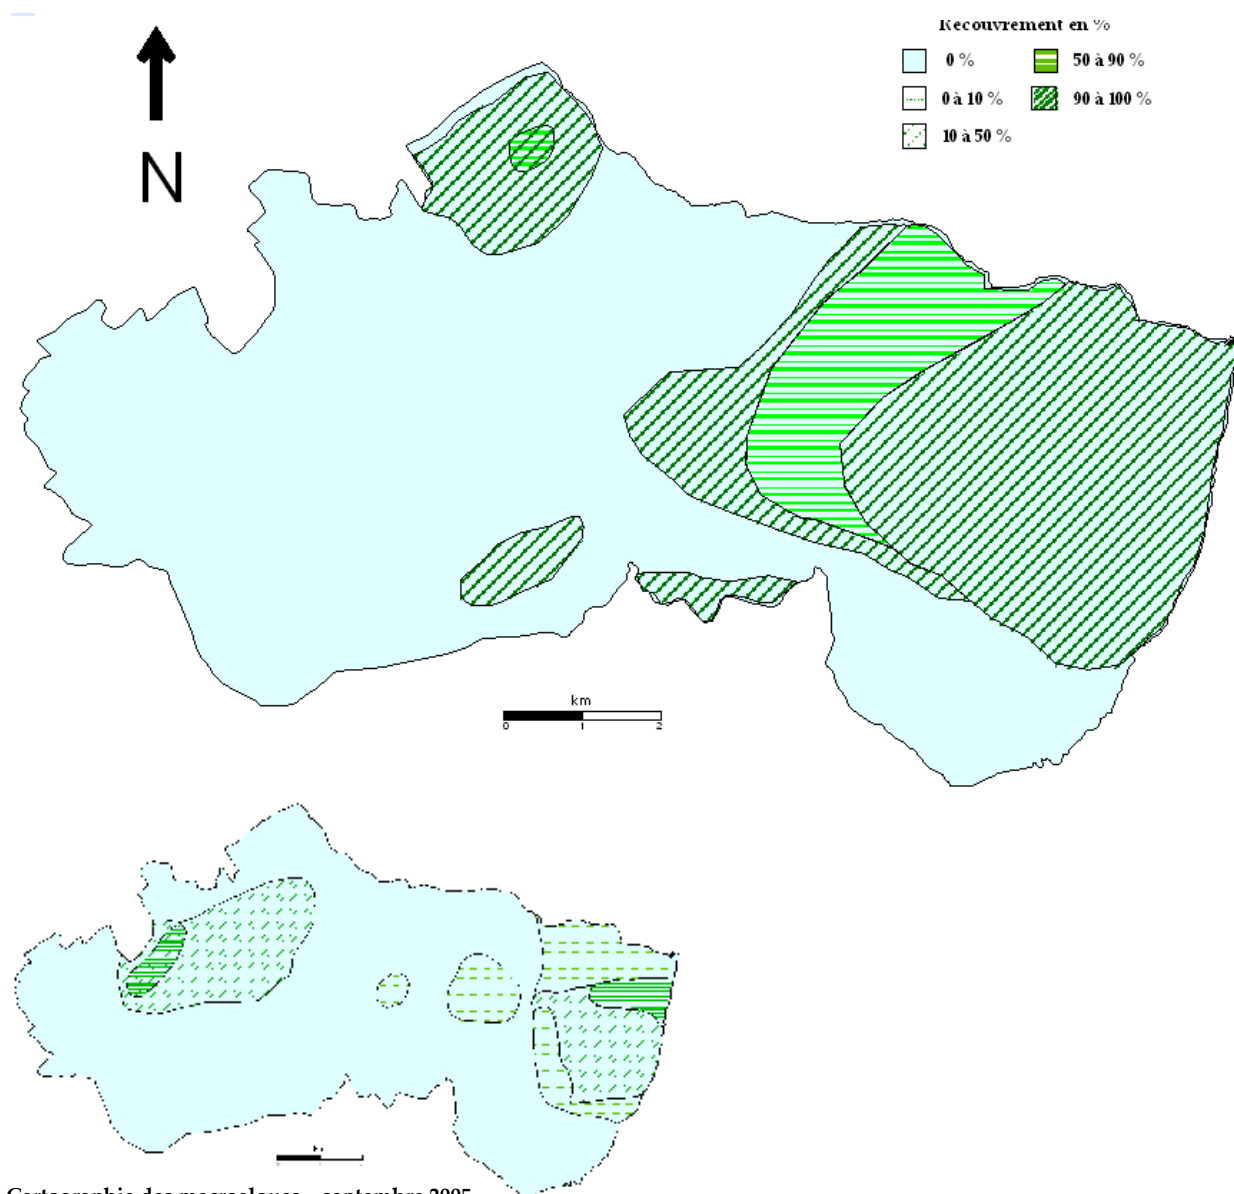 Recouvrement en %
0 %
50 à 90 %
0 à 10 %
90 à 100 %
10 à 50 %
N
km
0 1 2
Cartographie des macroalgues - septembre 2005